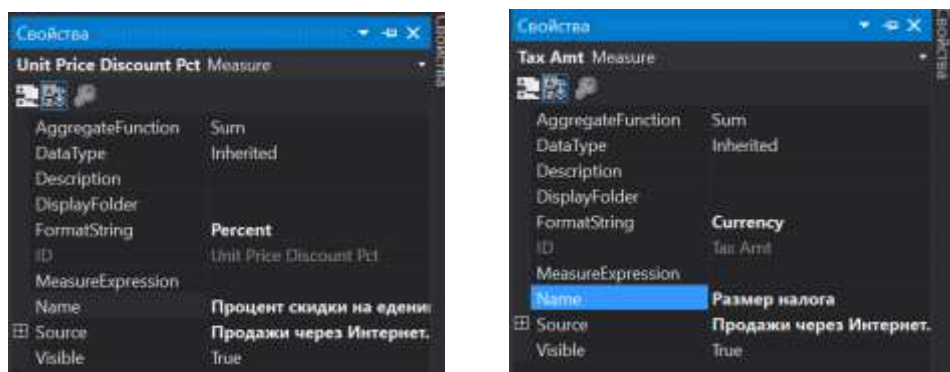 Свойства
Unit Price Discount Pct Measure
AggregateFunction Sum
DataType Inherited
Description
DisplayFolder
FormatString Percent
ID Unit Price Discount Pct
MeasureExpression
Name Процент скидки на едени
Source Продажи через Интернет.
Visible True
Свойства
Tax Amt Measure
AggregateFunction Sum
DataType Inherited
Description
DisplayFolder
FormatString Currency
ID Tax Amt
MeasureExpression
Name Размер налога
Source Продажи через Интернет.
Visible True
Свойства